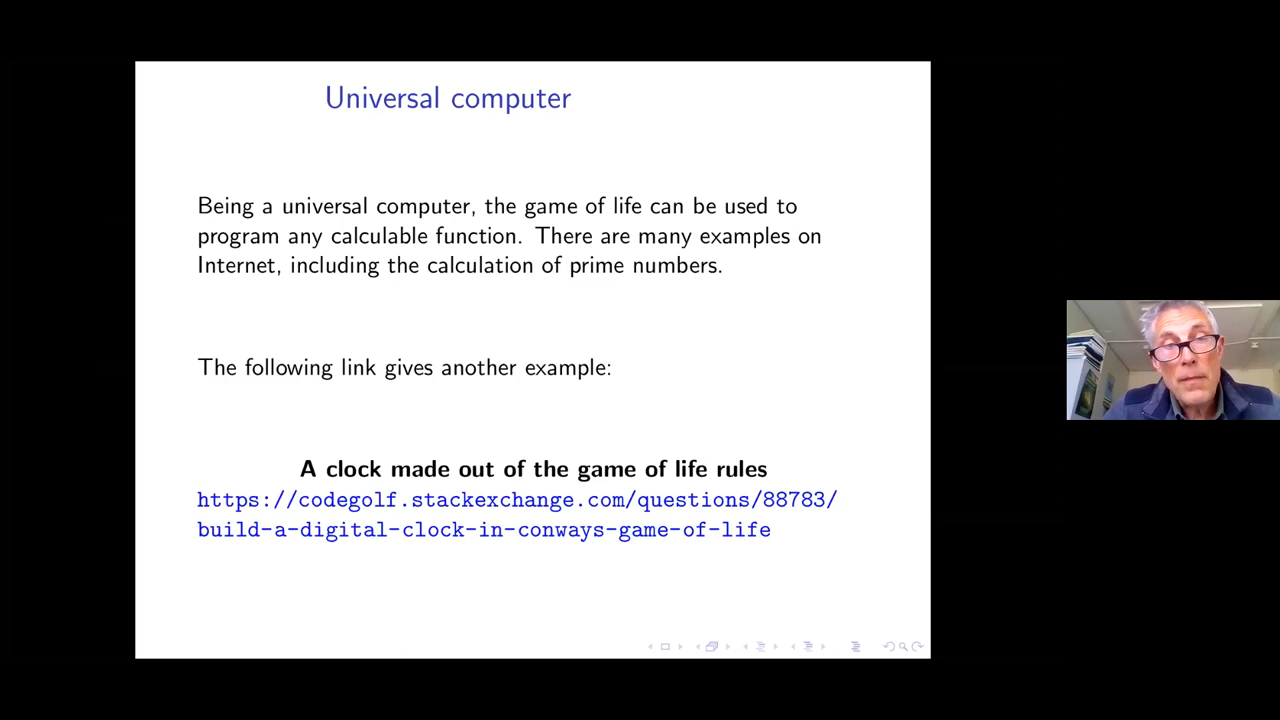 Universal computer
Being a universal computer, the game of life can be used to
program any calculable function. There are many examples on
Internet, including the calculation of prime numbers.
The following link gives another example:
A clock made out of the game of life rules
https://codegolf.stackexchange.com/questions/88783/
build-a-digital-clock-in-conways-game-of-life